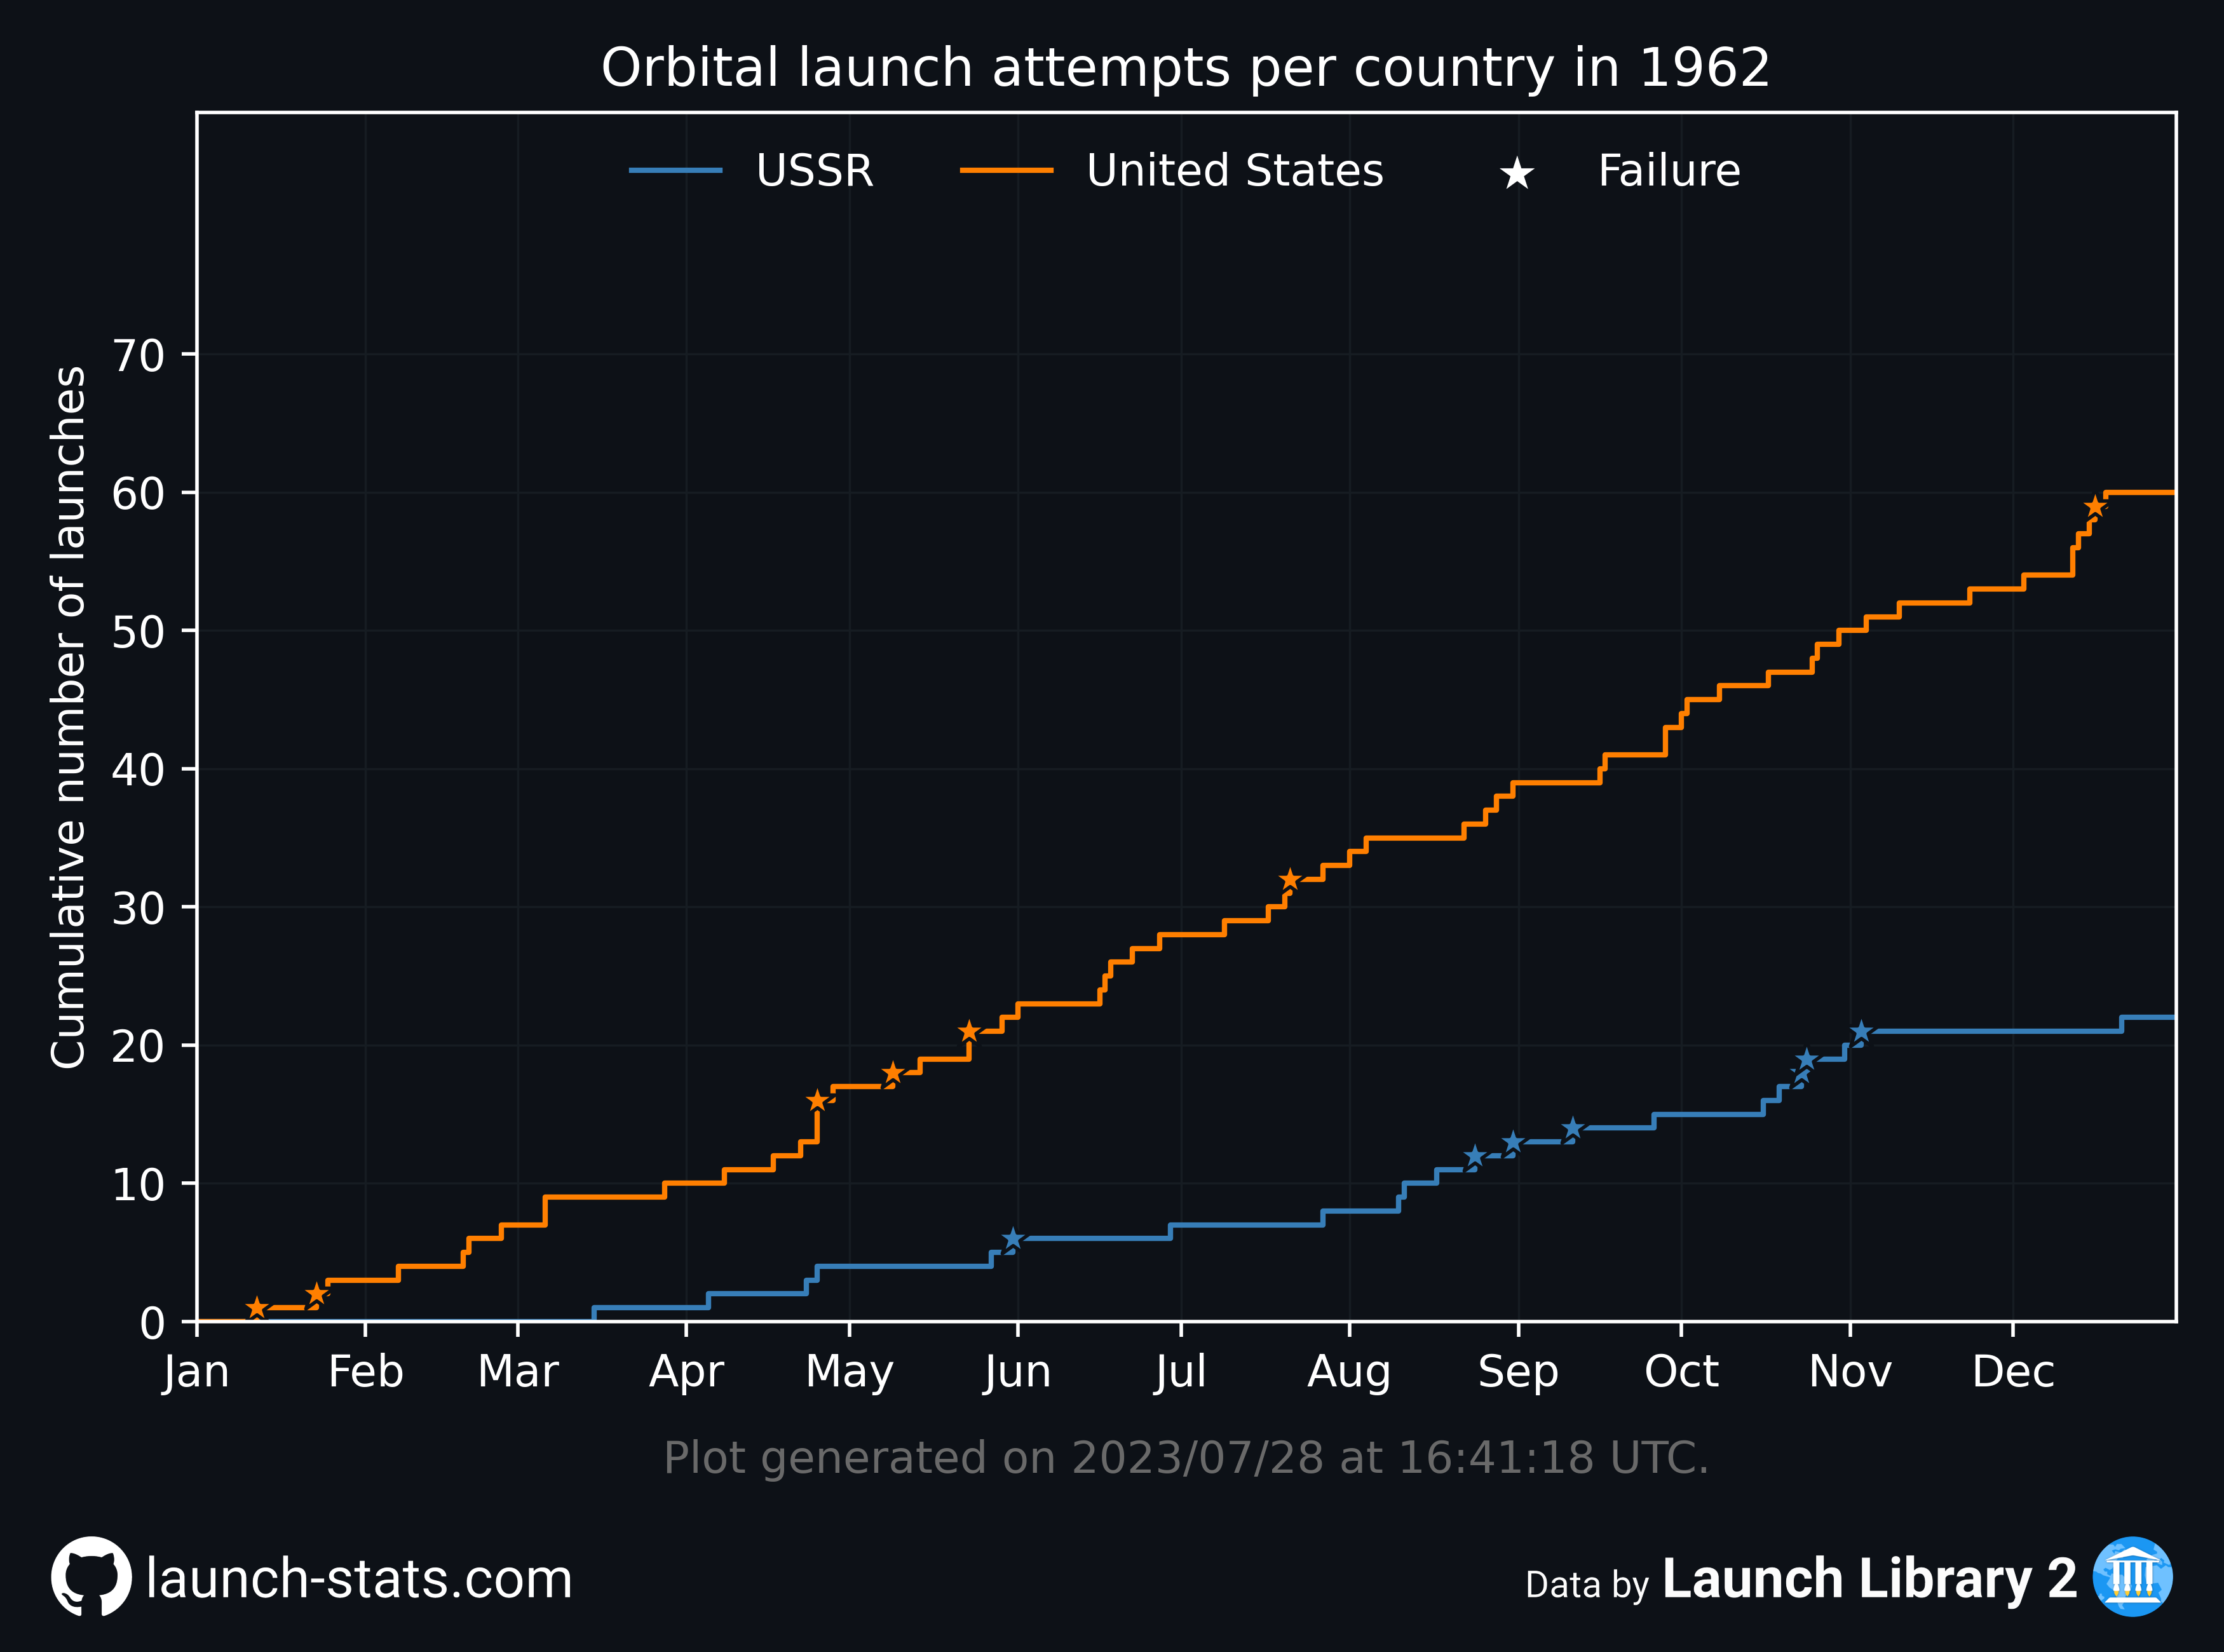 Orbital launch attempts per country in 1962
USSR United States Failure
Cumulative number of launches
70
60
50
40
30
20
10
0
Jan Feb Mar Apr May Jun Jul Aug Sep Oct Nov Dec
Plot generated on 2023/07/28 at 16:41:18 UTC.
launch-stats.com
Data by Launch Library 2